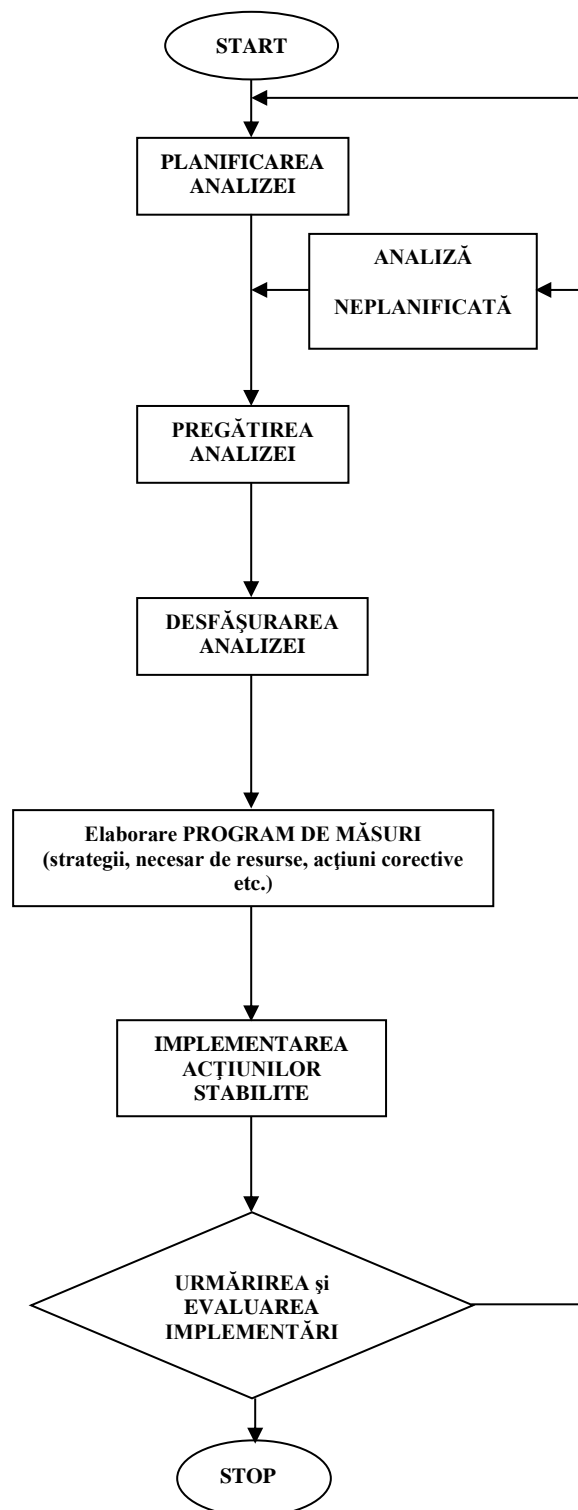 START
PLANIFICAREA
ANALIZEI
ANALIZĂ
NEPLANIFICATĂ
PREGĂTIREA
ANALIZEI
DESFĂŞURAREA
ANALIZEI
Elaborare PROGRAM DE MĂSURI
(strategii, necesar de resurse, acţiuni corective
etc.)
IMPLEMENTAREA
ACŢIUNILOR
STABILITE
URMĂRIREA şi
EVALUAREA
IMPLEMENTĂRI
STOP